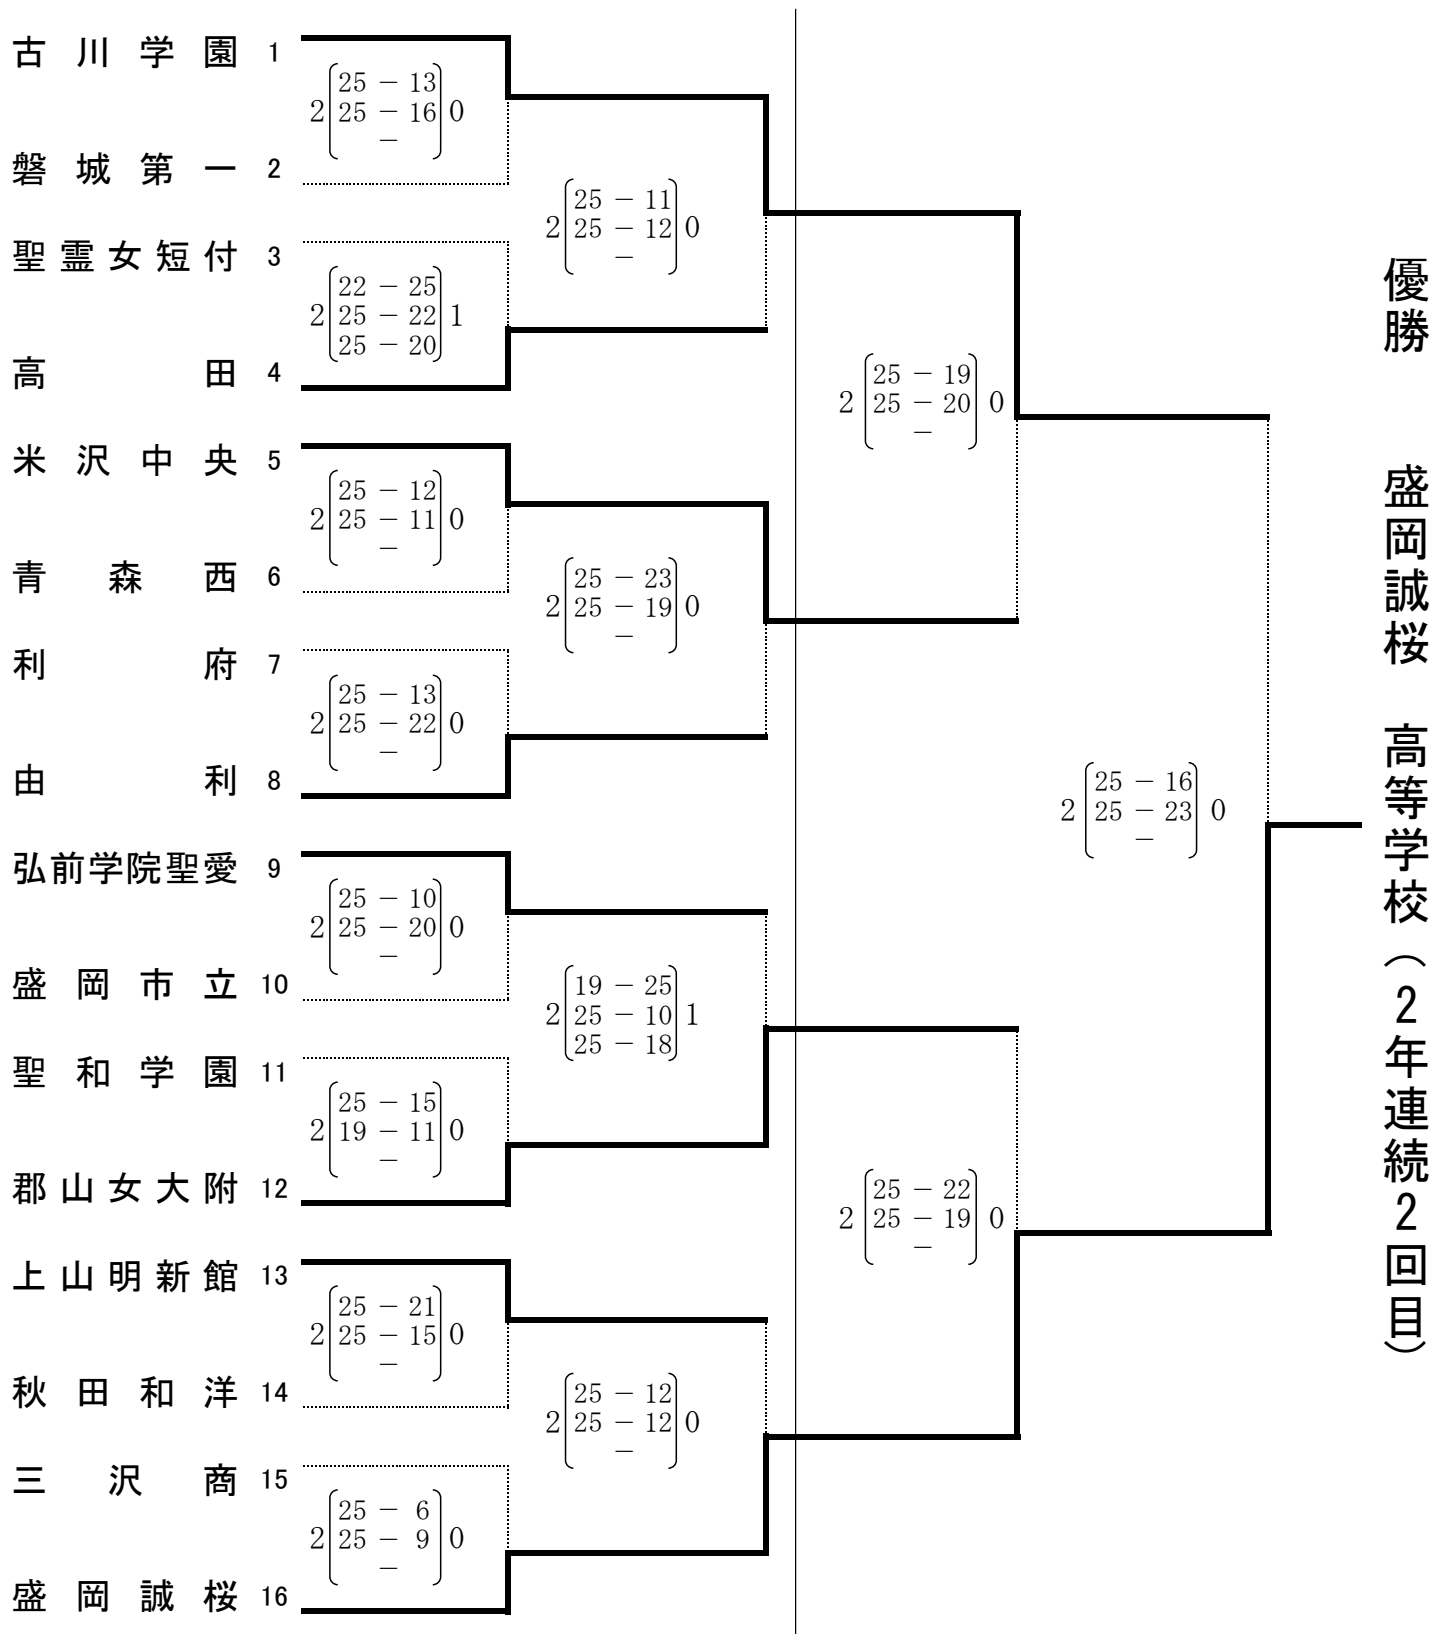 古川学園 1
2 25 － 13 0
25 － 16
－
磐城第一 2
聖霊女短付 3
2 22 － 25 1
25 － 22
25 － 20
高田 4
米沢中央 5
2 25 － 12 0
25 － 11
－
青森西 6
利府 7
2 25 － 13 0
25 － 22
－
由利 8
弘前学院聖愛 9
2 25 － 10 0
25 － 20
－
盛岡市立 10
聖和学園 11
2 25 － 15 0
19 － 11
－
郡山女大附 12
上山明新館 13
2 25 － 21 0
25 － 15
－
秋田和洋 14
三沢商 15
2 25 － 6 0
25 － 9
－
盛岡誠桜 16
2 25 － 11 0
25 － 12
－
2 25 － 23 0
25 － 19
－
2 19 － 25 1
25 － 10
25 － 18
2 25 － 12 0
25 － 12
－
2 25 － 19 0
25 － 20
－
2 25 － 22 0
25 － 19
－
2 25 － 16 0
25 － 23
－
優勝 盛岡誠桜 高等学校（2年連続2回目）